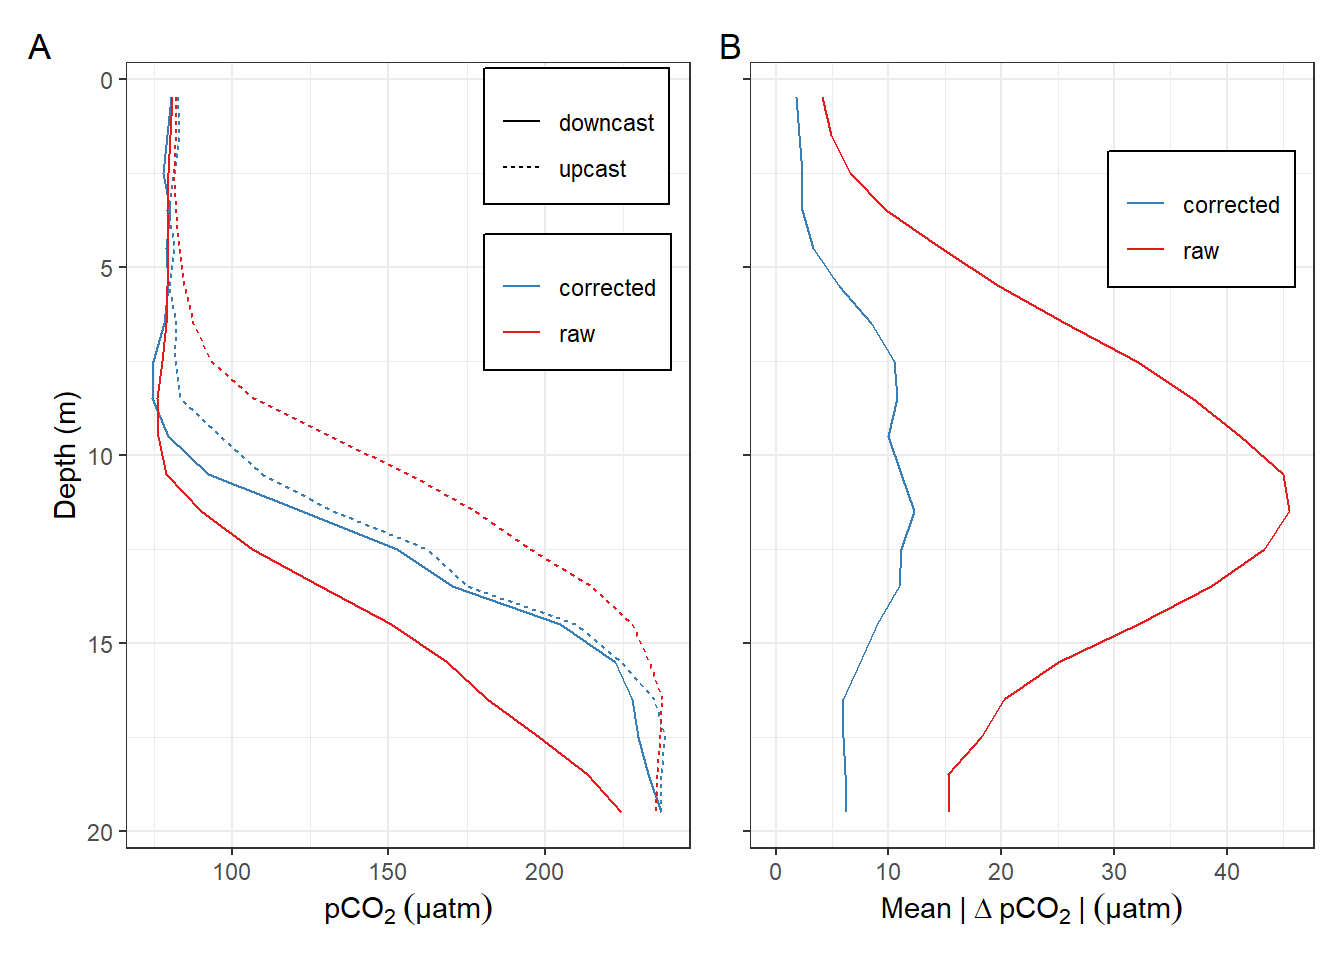 A
Depth (m)
0
5
10
15
20
downcast
upcast
corrected
raw
100
150
200
pCO₂ (µatm)
B
corrected
raw
0
10
20
30
40
Mean | Δ pCO₂ | (µatm)